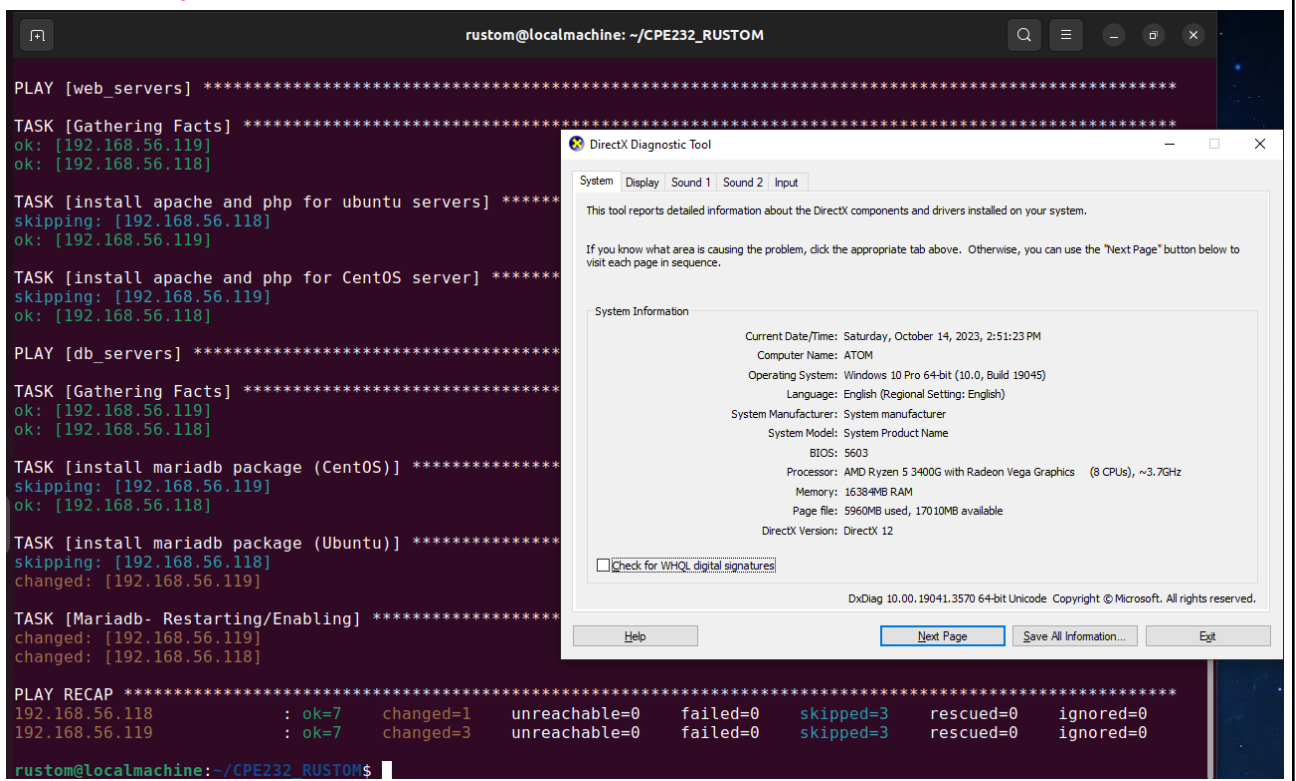 rustom@localmachine: ~/CPE232_RUSTOM
PLAY [web_servers] **************************************************************************************************
TASK [Gathering Facts] **********************************************************************************************
ok: [192.168.56.119]
ok: [192.168.56.118]
TASK [install apache and php for ubuntu servers] ******
skipping: [192.168.56.118]
ok: [192.168.56.119]
TASK [install apache and php for CentOS server] *******
skipping: [192.168.56.119]
ok: [192.168.56.118]
PLAY [db_servers] *************************************
TASK [Gathering Facts] ********************************
ok: [192.168.56.119]
ok: [192.168.56.118]
TASK [install mariadb package (CentOS)] ***************
skipping: [192.168.56.119]
ok: [192.168.56.118]
TASK [install mariadb package (Ubuntu)] ***************
skipping: [192.168.56.118]
changed: [192.168.56.119]
TASK [Mariadb- Restarting/Enabling] *******************
changed: [192.168.56.119]
changed: [192.168.56.118]
PLAY RECAP **********************************************************************************************************
192.168.56.118 : ok=7 changed=1 unreachable=0 failed=0 skipped=3 rescued=0 ignored=0
192.168.56.119 : ok=7 changed=3 unreachable=0 failed=0 skipped=3 rescued=0 ignored=0
rustom@localmachine:~/CPE232_RUSTOM$
DirectX Diagnostic Tool
System Display Sound 1 Sound 2 Input
This tool reports detailed information about the DirectX components and drivers installed on your system.
If you know what area is causing the problem, click the appropriate tab above. Otherwise, you can use the "Next Page" button below to
visit each page in sequence.
System Information
Current Date/Time: Saturday, October 14, 2023, 2:51:23 PM
Computer Name: ATOM
Operating System: Windows 10 Pro 64-bit (10.0, Build 19045)
Language: English (Regional Setting: English)
System Manufacturer: System manufacturer
System Model: System Product Name
BIOS: 5603
Processor: AMD Ryzen 5 3400G with Radeon Vega Graphics (8 CPUs), ~3.7GHz
Memory: 16384MB RAM
Page file: 5960MB used, 17010MB available
DirectX Version: DirectX 12
Check for WHQL digital signatures
DxDiag 10.00.19041.3570 64-bit Unicode Copyright © Microsoft. All rights reserved.
Help Next Page Save All Information... Exit